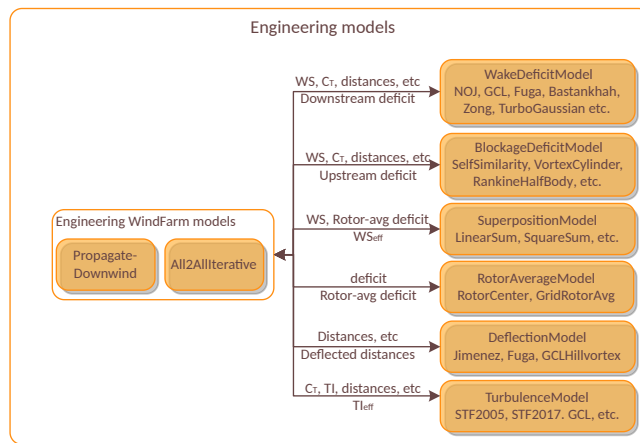 Engineering models
WS, CT, distances, etc
Downstream deficit
WakeDeficitModel
NOJ, GCL, Fuga, Bastankhah,
Zong, TurboGaussian etc.
WS, CT, distances, etc
Upstream deficit
BlockageDeficitModel
SelfSimilarity, VortexCylinder,
RankineHalfBody, etc.
Engineering WindFarm models
Propagate-
Downwind
All2AllIterative
WS, Rotor-avg deficit
WSeff
SuperpositionModel
LinearSum, SquareSum, etc.
deficit
Rotor-avg deficit
RotorAverageModel
RotorCenter, GridRotorAvg
Distances, etc
Deflected distances
DeflectionModel
Jimenez, Fuga, GCLHillvortex
CT, TI, distances, etc
TIeff
TurbulenceModel
STF2005, STF2017. GCL, etc.